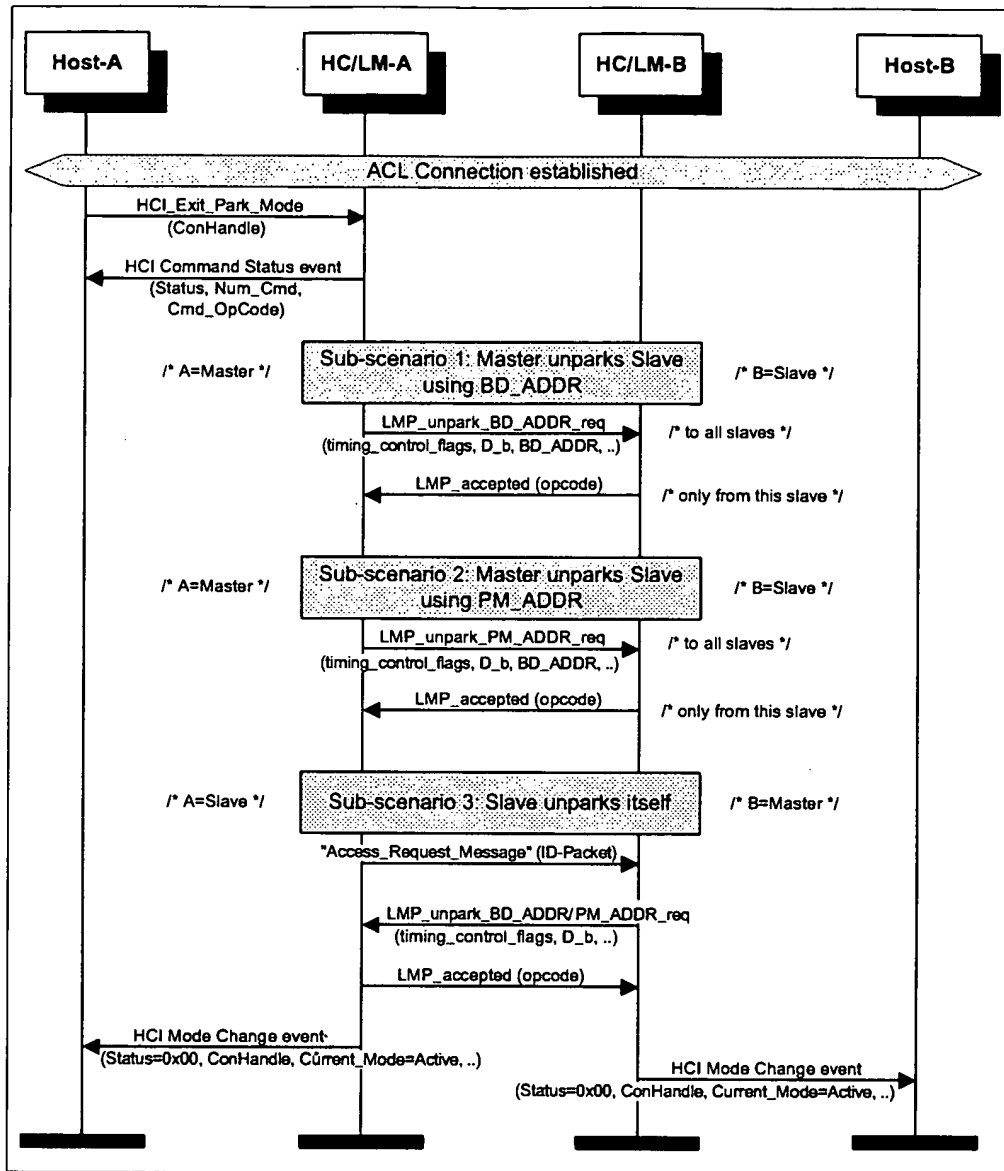 Host-A
HC/LM-A
HC/LM-B
Host-B
ACL Connection established
HCI_Exit_Park_Mode
(ConHandle)
HCI Command Status event
(Status, Num_Cmd,
Cmd_OpCode)
/* A=Master */
Sub-scenario 1: Master unparks Slave
using BD_ADDR
/* B=Slave */
LMP_unpark_BD_ADDR_req
(timing_control_flags, D_b, BD_ADDR, ..)
/* to all slaves */
LMP_accepted (opcode)
/* only from this slave */
/* A=Master */
Sub-scenario 2: Master unparks Slave
using PM_ADDR
/* B=Slave */
LMP_unpark_PM_ADDR_req
(timing_control_flags, D_b, BD_ADDR, ..)
/* to all slaves */
LMP_accepted (opcode)
/* only from this slave */
/* A=Slave */
Sub-scenario 3: Slave unparks itself
/* B=Master */
"Access_Request_Message" (ID-Packet)
LMP_unpark_BD_ADDR/PM_ADDR_req
(timing_control_flags, D_b, ..)
LMP_accepted (opcode)
HCI Mode Change event
(Status=0x00, ConHandle, Current_Mode=Active, ..)
HCI Mode Change event
(Status=0x00, ConHandle, Current_Mode=Active, ..)